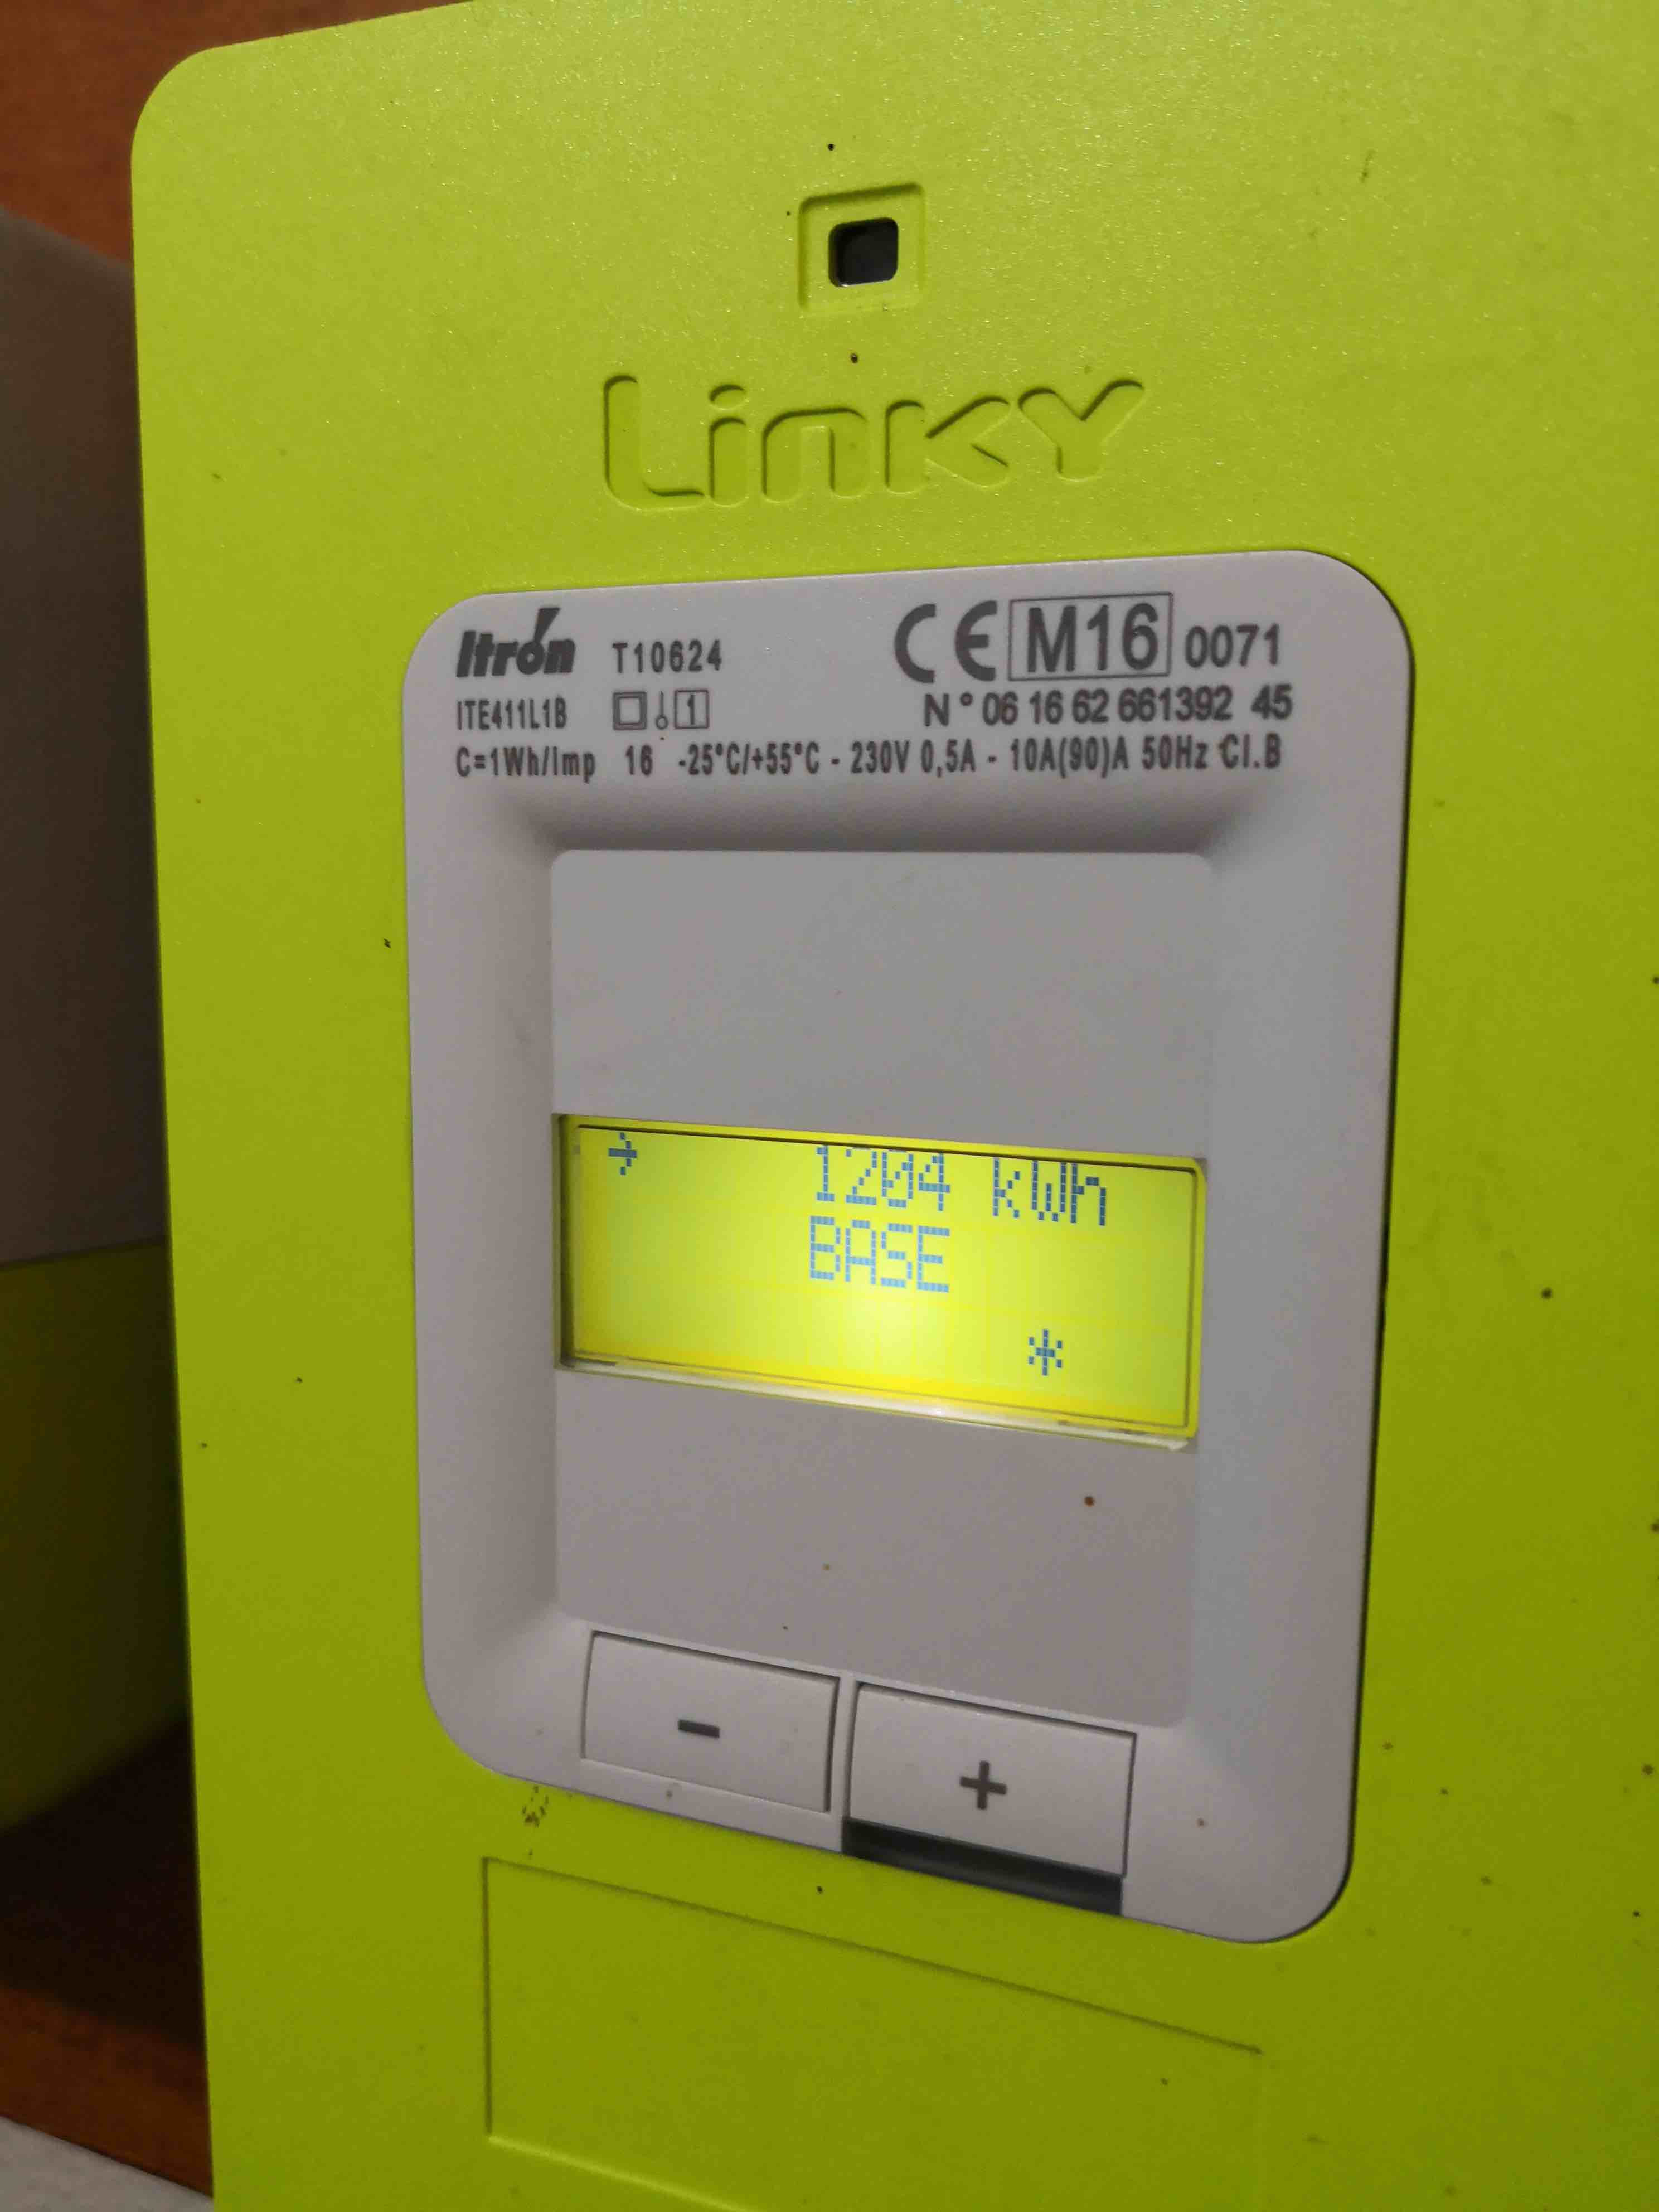 Linky
Itron T10624 CE M16 0071
ITE411L1B 1 N° 06 16 62 661392 45
C=1Wh/Imp 16 -25°C/+55°C - 230V 0,5A - 10A(90)A 50Hz Cl.B
→ 1204 kWh
BASE
*
- +